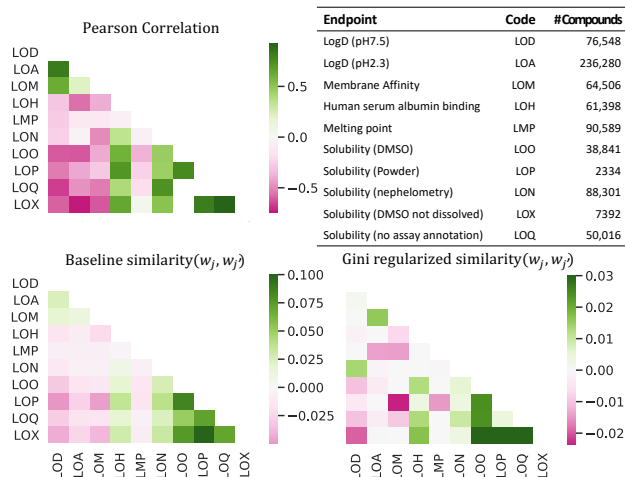 Pearson Correlation
LOD
LOA
LOM
LOH
LMP
LON
LOO
LOP
LOQ
LOX
0.5
0.0
−0.5
Endpoint Code #Compounds
LogD (pH7.5) LOD 76,548
LogD (pH2.3) LOA 236,280
Membrane Affinity LOM 64,506
Human serum albumin binding LOH 61,398
Melting point LMP 90,589
Solubility (DMSO) LOO 38,841
Solubility (Powder) LOP 2334
Solubility (nephelometry) LON 88,301
Solubility (DMSO not dissolved) LOX 7392
Solubility (no assay annotation) LOQ 50,016
Baseline similarity(w_j, w_j')
LOD
LOA
LOM
LOH
LMP
LON
LOO
LOP
LOQ
LOX
LOD LOA LOM LOH LMP LON LOO LOP LOQ LOX
0.100
0.075
0.050
0.025
0.000
−0.025
Gini regularized similarity(w_j, w_j')
LOD LOA LOM LOH LMP LON LOO LOP LOQ LOX
0.03
0.02
0.01
0.00
−0.01
−0.02